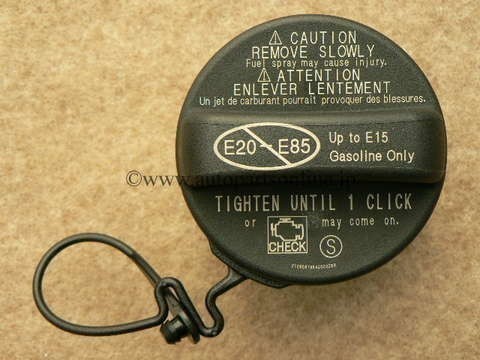 ⚠ CAUTION
REMOVE SLOWLY
Fuel spray may cause injury.
⚠ ATTENTION
ENLEVER LENTEMENT
Un jet de carburant pourrait provoquer des blessures.
E20-E85
Up to E15
Gasoline Only
TIGHTEN UNTIL 1 CLICK
or CHECK may come on.
S